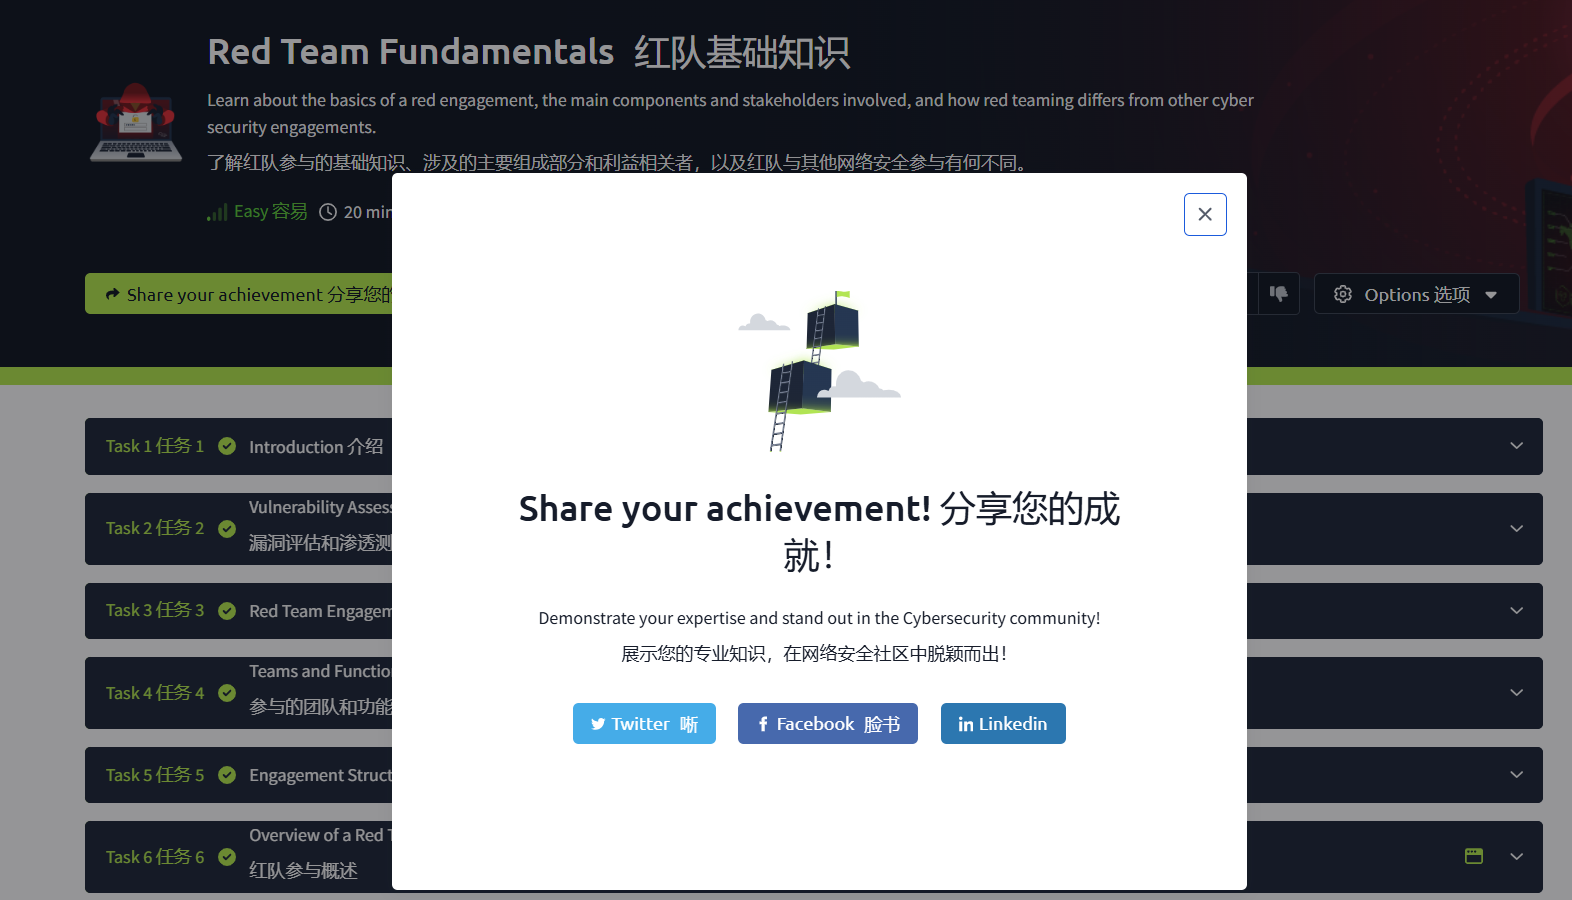 Red Team Fundamentals 红队基础知识
Learn about the basics of a red engagement, the main components and stakeholders involved, and how red teaming differs from other cyber
security engagements.
了解红队参与的基础知识、涉及的主要组成部分和利益相关者，以及红队与其他网络安全参与有何不同。
Easy 容易 20 min
Share your achievement 分享您的
Options 选项
Task 1 任务 1 Introduction 介绍
Task 2 任务 2 Vulnerability Assess
漏洞评估和渗透测
Task 3 任务 3 Red Team Engagem
Task 4 任务 4 Teams and Functio
参与的团队和功能
Task 5 任务 5 Engagement Struct
Task 6 任务 6 Overview of a Red T
红队参与概述
Share your achievement! 分享您的成
就！
Demonstrate your expertise and stand out in the Cybersecurity community!
展示您的专业知识，在网络安全社区中脱颖而出！
Twitter 唽
Facebook 脸书
Linkedin